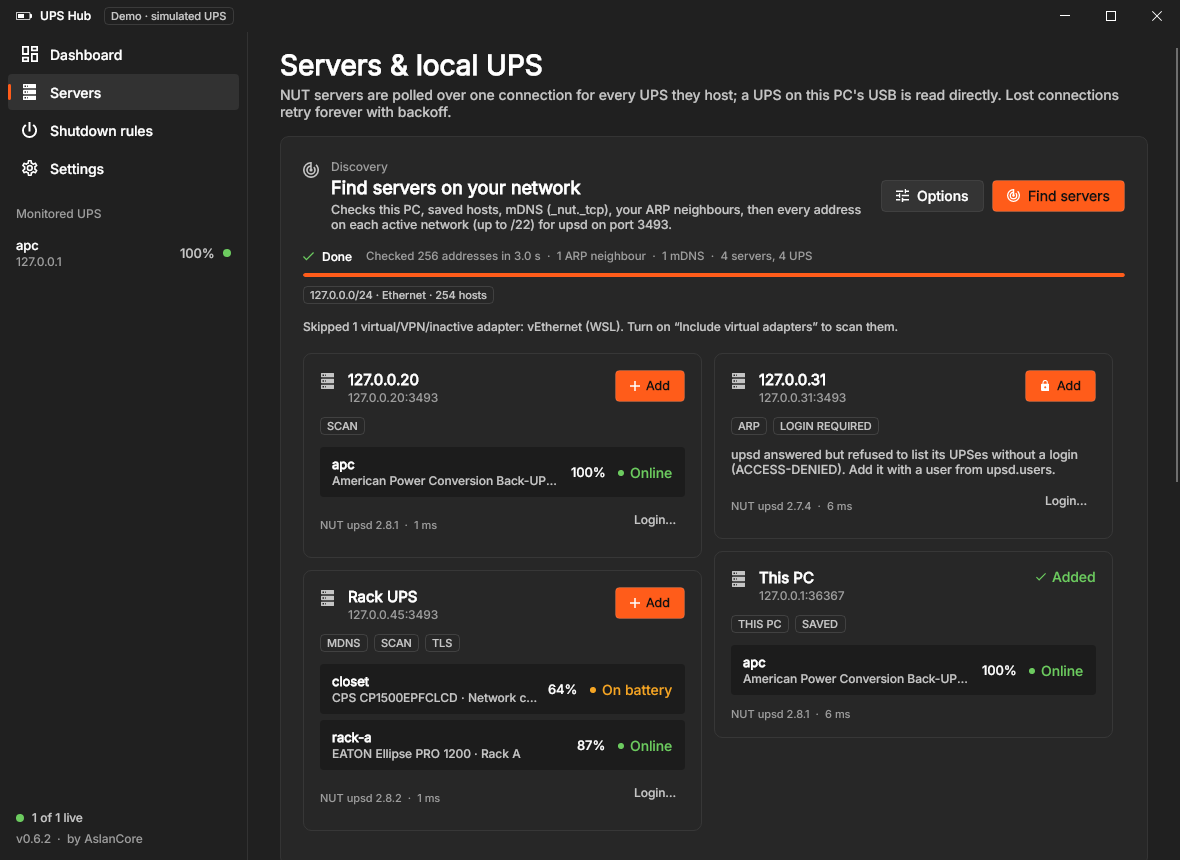 UPS Hub
Demo · simulated UPS
Dashboard
Servers
Shutdown rules
Settings
Monitored UPS
apc
127.0.0.1
100%
1 of 1 live
v0.6.2 · by AslanCore
Servers & local UPS
NUT servers are polled over one connection for every UPS they host; a UPS on this PC's USB is read directly. Lost connections
retry forever with backoff.
Discovery
Find servers on your network
Checks this PC, saved hosts, mDNS (_nut._tcp), your ARP neighbours, then every address
on each active network (up to /22) for upsd on port 3493.
Options
Find servers
Done
Checked 256 addresses in 3.0 s · 1 ARP neighbour · 1 mDNS · 4 servers, 4 UPS
127.0.0.0/24 · Ethernet · 254 hosts
Skipped 1 virtual/VPN/inactive adapter: vEthernet (WSL). Turn on “Include virtual adapters” to scan them.
127.0.0.20
127.0.0.20:3493
Add
SCAN
apc
American Power Conversion Back-UP...
100%
Online
NUT upsd 2.8.1 · 1 ms
Login...
127.0.0.31
127.0.0.31:3493
Add
ARP
LOGIN REQUIRED
upsd answered but refused to list its UPSes without a login
(ACCESS-DENIED). Add it with a user from upsd.users.
NUT upsd 2.7.4 · 6 ms
Login...
Rack UPS
127.0.0.45:3493
Add
MDNS
SCAN
TLS
closet
CPS CP1500EPFCLCD · Network c...
64%
On battery
rack-a
EATON Ellipse PRO 1200 · Rack A
87%
Online
NUT upsd 2.8.2 · 1 ms
Login...
This PC
127.0.0.1:36367
Added
THIS PC
SAVED
apc
American Power Conversion Back-UP...
100%
Online
NUT upsd 2.8.1 · 6 ms